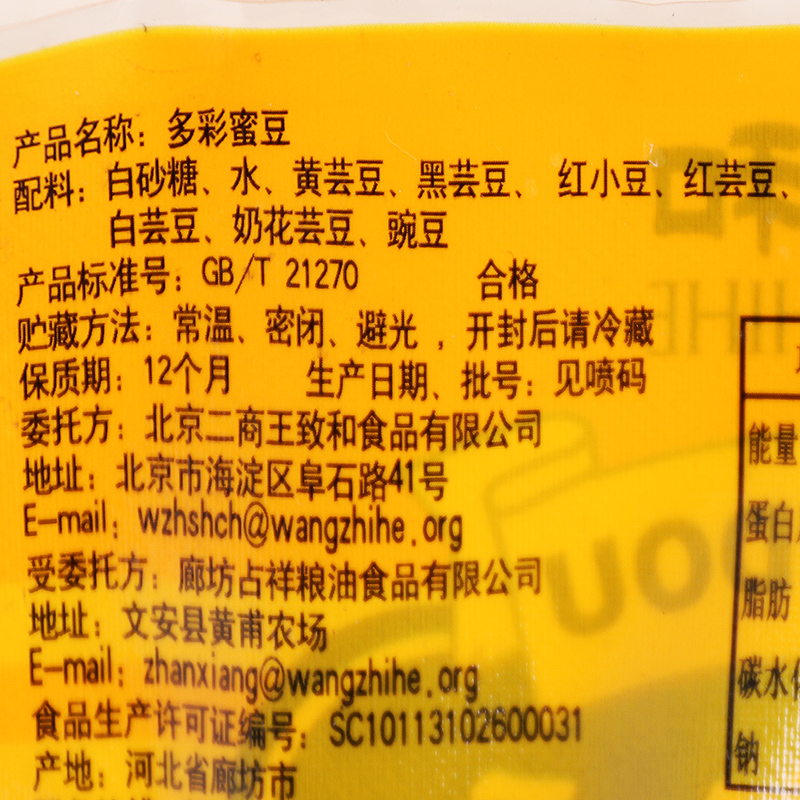 产品名称：多彩蜜豆
配料：白砂糖、水、黄芸豆、黑芸豆、 红小豆、红芸豆、
白芸豆、奶花芸豆、豌豆
产品标准号：GB/T 21270 合格
贮藏方法：常温、密闭、避光 ，开封后请冷藏
保质期：12个月 生产日期、批号：见喷码
委托方：北京二商王致和食品有限公司
地址：北京市海淀区阜石路41号
E-mail：wzhshch@wangzhihe.org
受委托方：廊坊占祥粮油食品有限公司
地址：文安县黄甫农场
E-mail：zhanxiang@wangzhihe.org
食品生产许可证编号：SC10113102600031
产地：河北省廊坊市
能量
蛋白
脂肪
碳水
钠